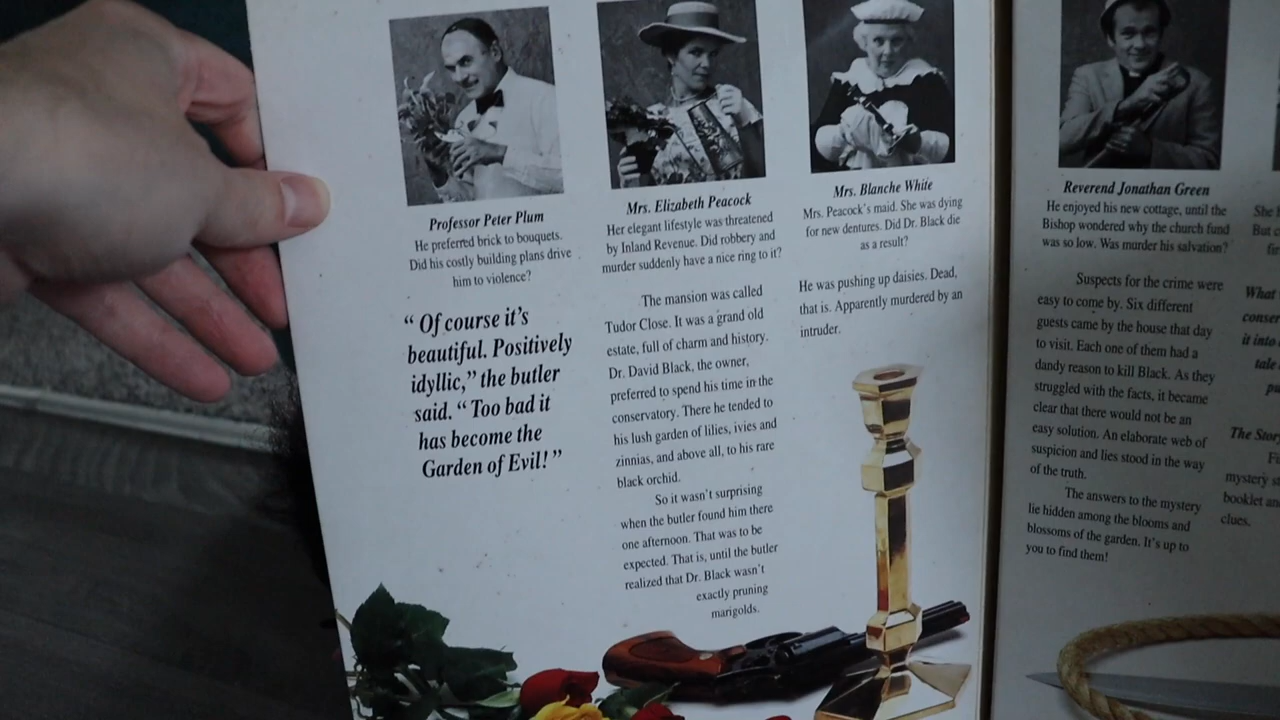 Professor Peter Plum
He preferred brick to bouquets.
Did his costly building plans drive
him to violence?
“ Of course it’s
beautiful. Positively
idyllic,” the butler
said. “ Too bad it
has become the
Garden of Evil! ”
Mrs. Elizabeth Peacock
Her elegant lifestyle was threatened
by Inland Revenue. Did robbery and
murder suddenly have a nice ring to it?
The mansion was called
Tudor Close. It was a grand old
estate, full of charm and history.
Dr. David Black, the owner,
preferred to spend his time in the
conservatory. There he tended to
his lush garden of lilies, ivies and
zinnias, and above all, to his rare
black orchid.
So it wasn’t surprising
when the butler found him there
one afternoon. That was to be
expected. That is, until the butler
realized that Dr. Black wasn’t
exactly pruning
marigolds.
Mrs. Blanche White
Mrs. Peacock’s maid. She was dying
for new dentures. Did Dr. Black die
as a result?
He was pushing up daisies. Dead,
that is. Apparently murdered by an
intruder.
Reverend Jonathan Green
He enjoyed his new cottage, until the
Bishop wondered why the church fund
was so low. Was murder his salvation?
Suspects for the crime were
easy to come by. Six different
guests came by the house that day
to visit. Each one of them had a
dandy reason to kill Black. As they
struggled with the facts, it became
clear that there would not be an
easy solution. An elaborate web of
suspicion and lies stood in the way
of the truth.
The answers to the mystery
lie hidden among the blooms and
blossoms of the garden. It’s up to
you to find them!
She
But
What
conser
it into
tale
The Stor
mystery st
booklet an
clues.